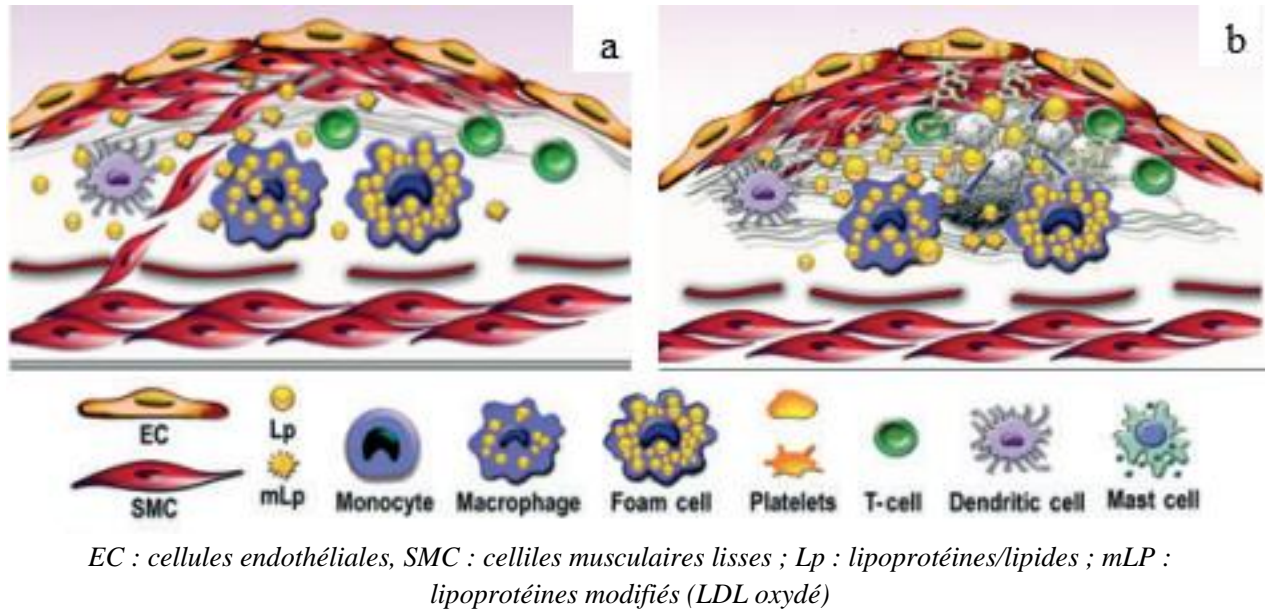 a
b
EC
SMC
Lp
mLp
Monocyte
Macrophage
Foam cell
Platelets
T-cell
Dendritic cell
Mast cell
EC : cellules endothéliales, SMC : celliles musculaires lisses ; Lp : lipoprotéines/lipides ; mLP :
lipoprotéines modifiés (LDL oxydé)